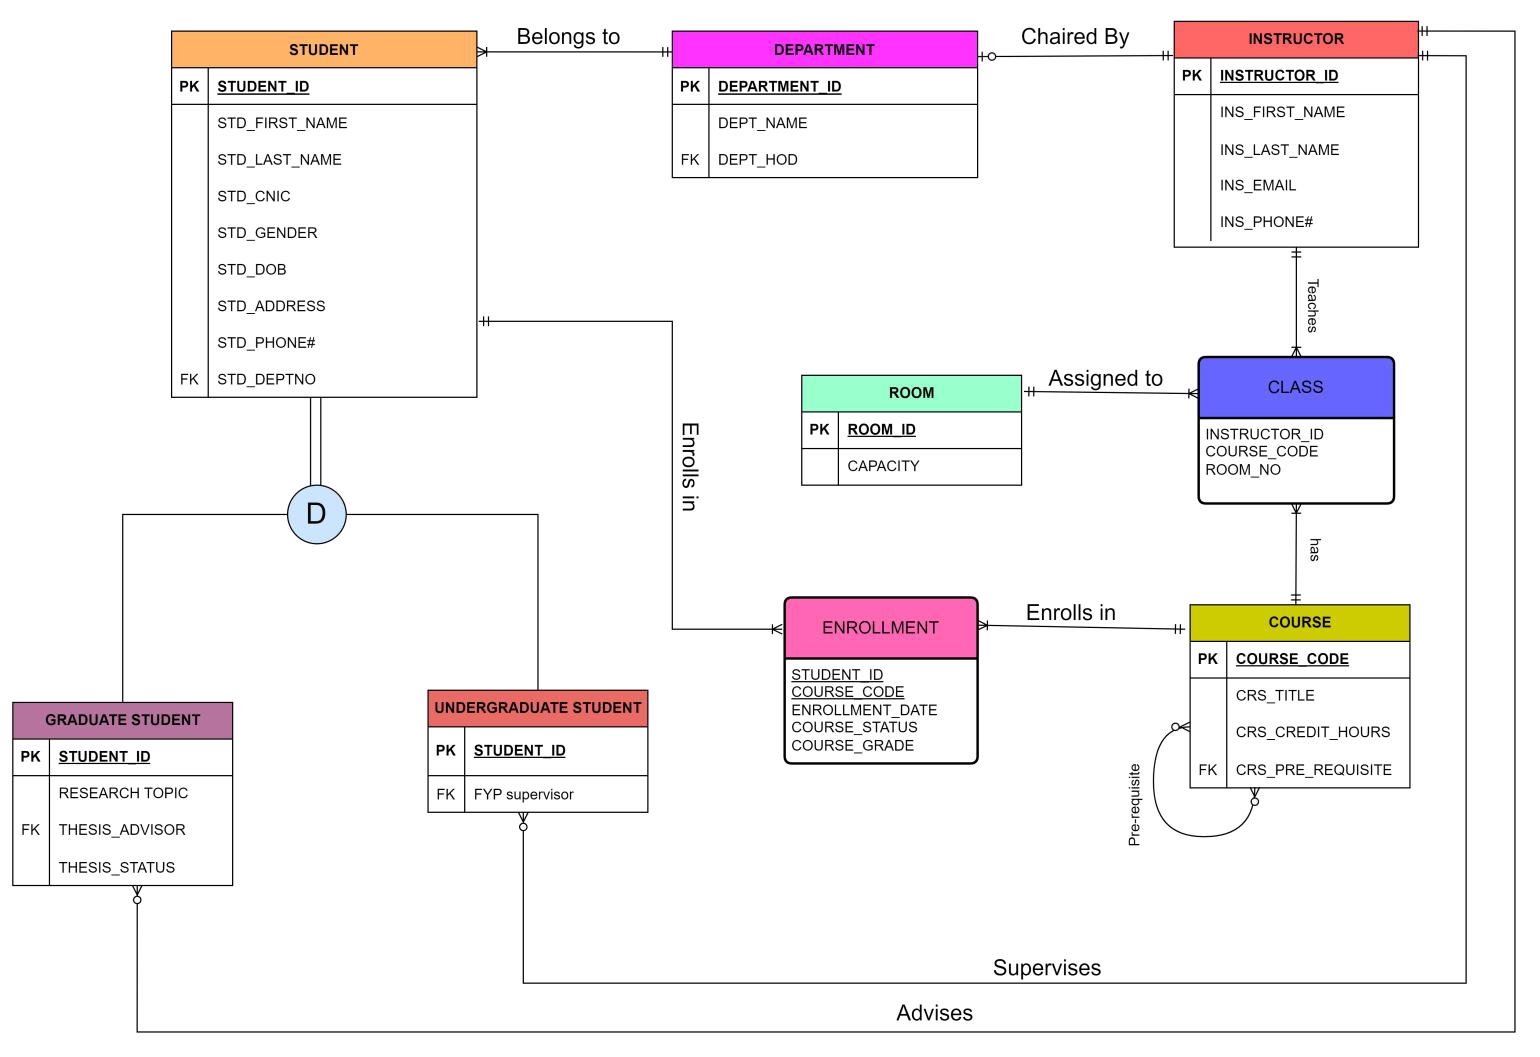 STUDENT
PK STUDENT_ID
STD_FIRST_NAME
STD_LAST_NAME
STD_CNIC
STD_GENDER
STD_DOB
STD_ADDRESS
STD_PHONE#
FK STD_DEPTNO
Belongs to
DEPARTMENT
PK DEPARTMENT_ID
DEPT_NAME
FK DEPT_HOD
Chaired By
INSTRUCTOR
PK INSTRUCTOR_ID
INS_FIRST_NAME
INS_LAST_NAME
INS_EMAIL
INS_PHONE#
Teaches
Assigned to
ROOM
PK ROOM_ID
CAPACITY
CLASS
INSTRUCTOR_ID
COURSE_CODE
ROOM_NO
has
Enrolls in
D
ENROLLMENT
STUDENT_ID
COURSE_CODE
ENROLLMENT_DATE
COURSE_STATUS
COURSE_GRADE
Enrolls in
COURSE
PK COURSE_CODE
CRS_TITLE
CRS_CREDIT_HOURS
FK CRS_PRE_REQUISITE
Pre-requisite
GRADUATE STUDENT
PK STUDENT_ID
RESEARCH TOPIC
FK THESIS_ADVISOR
THESIS_STATUS
UNDERGRADUATE STUDENT
PK STUDENT_ID
FK FYP supervisor
Supervises
Advises